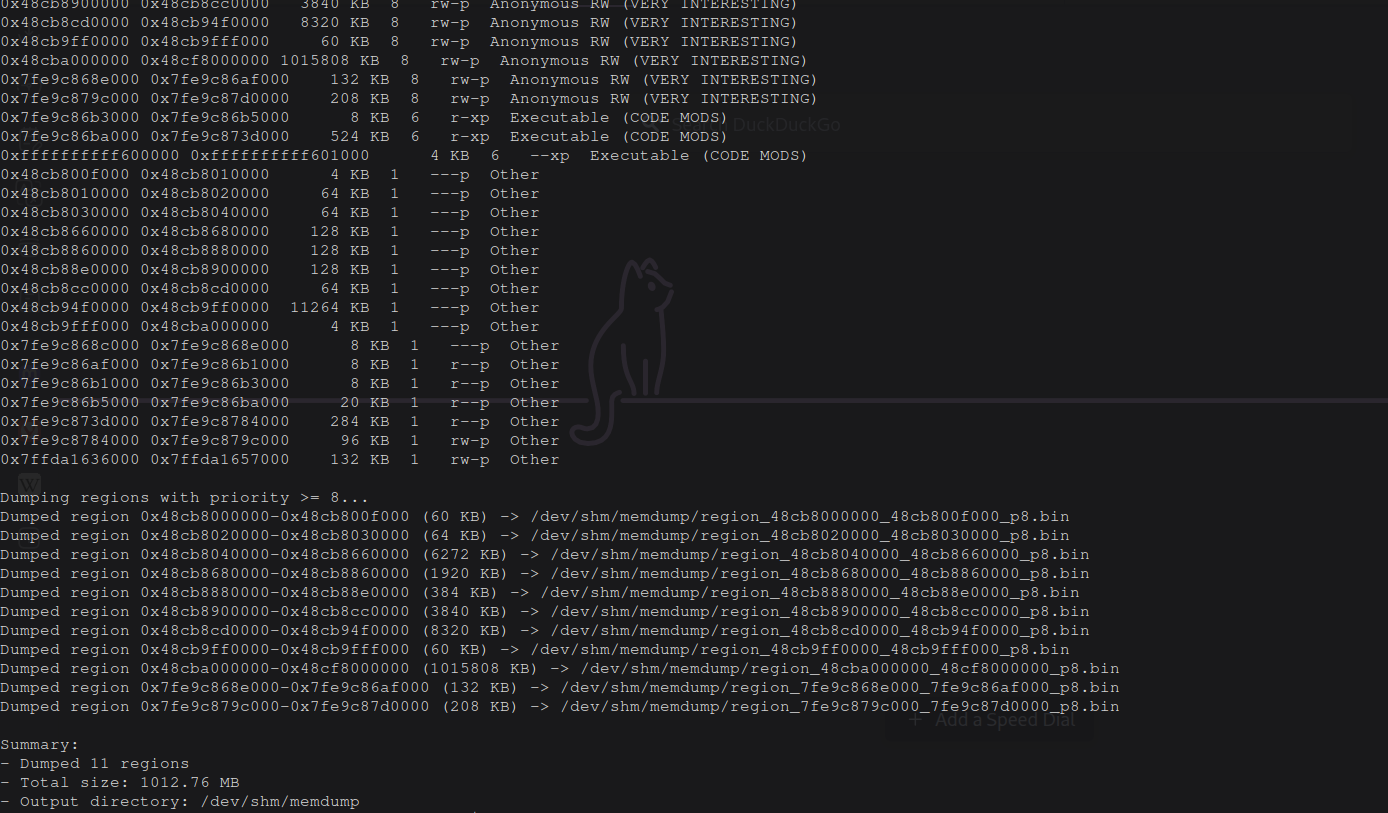 0x48cb8900000 0x48cb8cc0000 3840 KB 8 rw-p Anonymous RW (VERY INTERESTING)
0x48cb8cd0000 0x48cb94f0000 8320 KB 8 rw-p Anonymous RW (VERY INTERESTING)
0x48cb9ff0000 0x48cb9fff000 60 KB 8 rw-p Anonymous RW (VERY INTERESTING)
0x48cba000000 0x48cf8000000 1015808 KB 8 rw-p Anonymous RW (VERY INTERESTING)
0x7fe9c868e000 0x7fe9c86af000 132 KB 8 rw-p Anonymous RW (VERY INTERESTING)
0x7fe9c879c000 0x7fe9c87d0000 208 KB 8 rw-p Anonymous RW (VERY INTERESTING)
0x7fe9c86b3000 0x7fe9c86b5000 8 KB 6 r-xp Executable (CODE MODS)
DuckDuckGo
0x7fe9c86ba000 0x7fe9c873d000 524 KB 6 r-xp Executable (CODE MODS)
0xffffffffff600000 0xffffffffff601000 4 KB 6 --xp Executable (CODE MODS)
0x48cb800f000 0x48cb8010000 4 KB 1 ---p Other
0x48cb8010000 0x48cb8020000 64 KB 1 ---p Other
0x48cb8030000 0x48cb8040000 64 KB 1 ---p Other
0x48cb8660000 0x48cb8680000 128 KB 1 ---p Other
0x48cb8860000 0x48cb8880000 128 KB 1 ---p Other
0x48cb88e0000 0x48cb8900000 128 KB 1 ---p Other
0x48cb8cc0000 0x48cb8cd0000 64 KB 1 ---p Other
0x48cb94f0000 0x48cb9ff0000 11264 KB 1 ---p Other
0x48cb9fff000 0x48cba000000 4 KB 1 ---p Other
0x7fe9c868c000 0x7fe9c868e000 8 KB 1 ---p Other
0x7fe9c86af000 0x7fe9c86b1000 8 KB 1 r--p Other
0x7fe9c86b1000 0x7fe9c86b3000 8 KB 1 r--p Other
0x7fe9c86b5000 0x7fe9c86ba000 20 KB 1 r--p Other
0x7fe9c873d000 0x7fe9c8784000 284 KB 1 r--p Other
0x7fe9c8784000 0x7fe9c879c000 96 KB 1 rw-p Other
0x7ffda1636000 0x7ffda1657000 132 KB 1 rw-p Other
W
Dumping regions with priority >= 8...
Dumped region 0x48cb8000000-0x48cb800f000 (60 KB) -> /dev/shm/memdump/region_48cb8000000_48cb800f000_p8.bin
Dumped region 0x48cb8020000-0x48cb8030000 (64 KB) -> /dev/shm/memdump/region_48cb8020000_48cb8030000_p8.bin
Dumped region 0x48cb8040000-0x48cb8660000 (6272 KB) -> /dev/shm/memdump/region_48cb8040000_48cb8660000_p8.bin
Dumped region 0x48cb8680000-0x48cb8860000 (1920 KB) -> /dev/shm/memdump/region_48cb8680000_48cb8860000_p8.bin
Dumped region 0x48cb8880000-0x48cb88e0000 (384 KB) -> /dev/shm/memdump/region_48cb8880000_48cb88e0000_p8.bin
Dumped region 0x48cb8900000-0x48cb8cc0000 (3840 KB) -> /dev/shm/memdump/region_48cb8900000_48cb8cc0000_p8.bin
Dumped region 0x48cb8cd0000-0x48cb94f0000 (8320 KB) -> /dev/shm/memdump/region_48cb8cd0000_48cb94f0000_p8.bin
Dumped region 0x48cb9ff0000-0x48cb9fff000 (60 KB) -> /dev/shm/memdump/region_48cb9ff0000_48cb9fff000_p8.bin
Dumped region 0x48cba000000-0x48cf8000000 (1015808 KB) -> /dev/shm/memdump/region_48cba000000_48cf8000000_p8.bin
Dumped region 0x7fe9c868e000-0x7fe9c86af000 (132 KB) -> /dev/shm/memdump/region_7fe9c868e000_7fe9c86af000_p8.bin
Dumped region 0x7fe9c879c000-0x7fe9c87d0000 (208 KB) -> /dev/shm/memdump/region_7fe9c879c000_7fe9c87d0000_p8.bin
+ Add a Speed Dial
Summary:
- Dumped 11 regions
- Total size: 1012.76 MB
- Output directory: /dev/shm/memdump